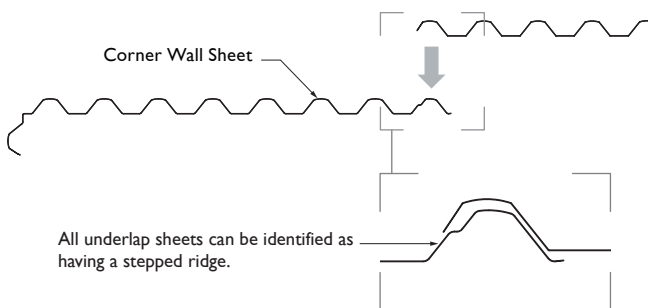 Corner Wall Sheet
All underlap sheets can be identified as
having a stepped ridge.